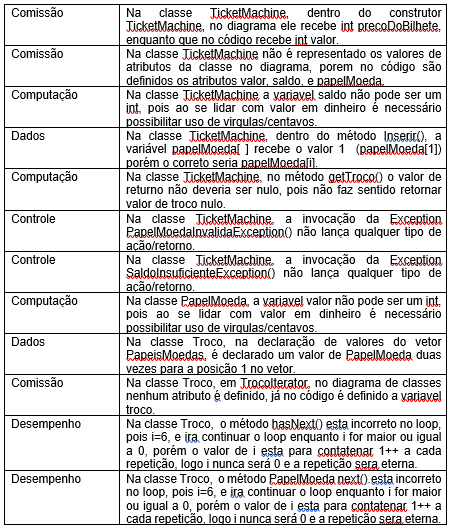 Comissão
Na classe TicketMachine, dentro do construtor
TicketMachine, no diagrama ele recebe int precoDoBilhete,
enquanto que no código recebe int valor.
Comissão
Na classe TicketMachine não é representado os valores de
atributos da classe no diagrama, porem no código são
definidos os atributos valor, saldo, e papelMoeda.
Computação
Na classe TicketMachine a variavel saldo não pode ser um
int, pois ao se lidar com valor em dinheiro é necessário
possibilitar uso de virgulas/centavos.
Dados
Na classe TicketMachine, dentro do método Inserir(), a
variável papelMoeda[ ] recebe o valor 1 (papelMoeda[1])
porém o correto seria papelMoeda[i].
Computação
Na classe TicketMachine, no método getTroco() o valor de
return não deveria ser nulo, pois não faz sentido retornar
valor de troco nulo.
Controle
Na classe TicketMachine, a invocação da Exception
PapelMoedaInvalidaException() não lança qualquer tipo de
ação/retorno.
Controle
Na classe TicketMachine, a invocação da Exception
SaldoInsuficienteException() não lança qualquer tipo de
ação/retorno.
Computação
Na classe PapelMoeda, a variavel valor não pode ser um int,
pois ao se lidar com valor em dinheiro é necessário
possibilitar uso de virgulas/centavos.
Dados
Na classe Troco, na declaração de valores do vetor
PapeisMoedas, é declarado um valor de PapelMoeda duas
vezes para a posição 1 no vetor.
Comissão
Na classe Troco, em TrocoIterator, no diagrama de classes
nenhum atributo é definido, já no código é definido a variavel
troco.
Desempenho
Na classe Troco, o método hasNext() esta incorreto no loop,
pois i=6, e ira continuar o loop enquanto i for maior ou igual
a 0, porém o valor de i esta para contatenar 1++ a cada
repetição, logo i nunca será 0 e a repetição sera eterna.
Desempenho
Na classe Troco, o método PapelMoeda next() esta incorreto
no loop, pois i=6, e ira continuar o loop enquanto i for maior
ou igual a 0, porém o valor de i esta para contatenar 1++ a
cada repetição, logo i nunca será 0 e a repetição sera eterna.